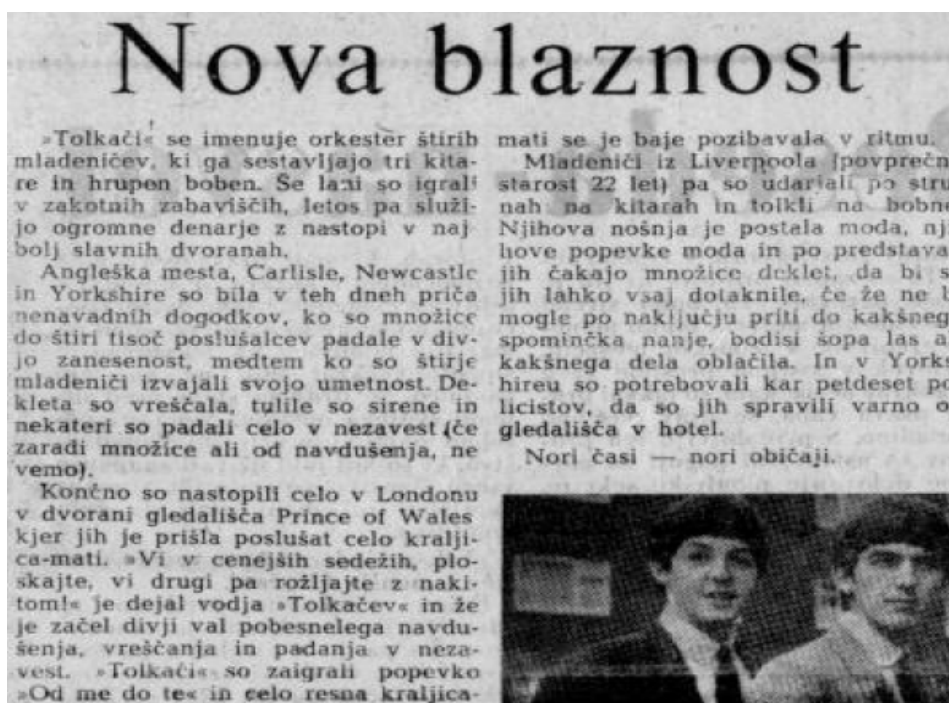 Nova blaznost
»Tolkači« se imenuje orkester štirih
mladeničev, ki ga sestavljajo tri kita-
re in hrupen boben. Še lani so igrali
v zakotnih zabaviščih, letos pa služi-
jo ogromne denarje z nastopi v naj-
bolj slavnih dvoranah.
Angleška mesta, Carlisle, Newcastle
in Yorkshire so bila v teh dneh priča
nenavadnih dogodkov, ko so množice
do štiri tisoč poslušalcev padale v div-
jo zanesenost, medtem ko so štirje
mladeniči izvajali svojo umetnost. De-
kleta so vreščala, tulile so sirene in
nekateri so padali celo v nezavest (če
zaradi množice ali od navdušenja, ne
vemo).
Končno so nastopili celo v Londonu
v dvorani gledališča Prince of Wales
kjer jih je prišla poslušat celo kralji-
ca-mati. »Vi v cenejših sedežih, plo-
skajte, vi drugi pa rožljajte z naki-
tom!« je dejal vodja »Tolkačev« in že
je začel divji val pobesnelega navdu-
šenja, vreščanja in padanja v neza-
vest. »Tolkači« so zaigrali popevko
»Od me do te« in celo resna kraljica-
mati se je baje pozibavala v ritmu.
Mladeniči iz Liverpoola (povprečn
starost 22 let) pa so udarjali po stru
nah na kitarah in tolkli na bobne
Njihova nošnja je postala moda, nji
hove popevke moda in po predstava
jih čakajo množice deklet, da bi s
jih lahko vsaj dotaknile, če že ne b
mogle po naključju priti do kakšneg
spominčka nanje, bodisi šopa las a
kakšnega dela oblačila. In v Yorks
hireu so potrebovali kar petdeset po
licistov, da so jih spravili varno o
gledališča v hotel.
Nori časi — nori običaji.